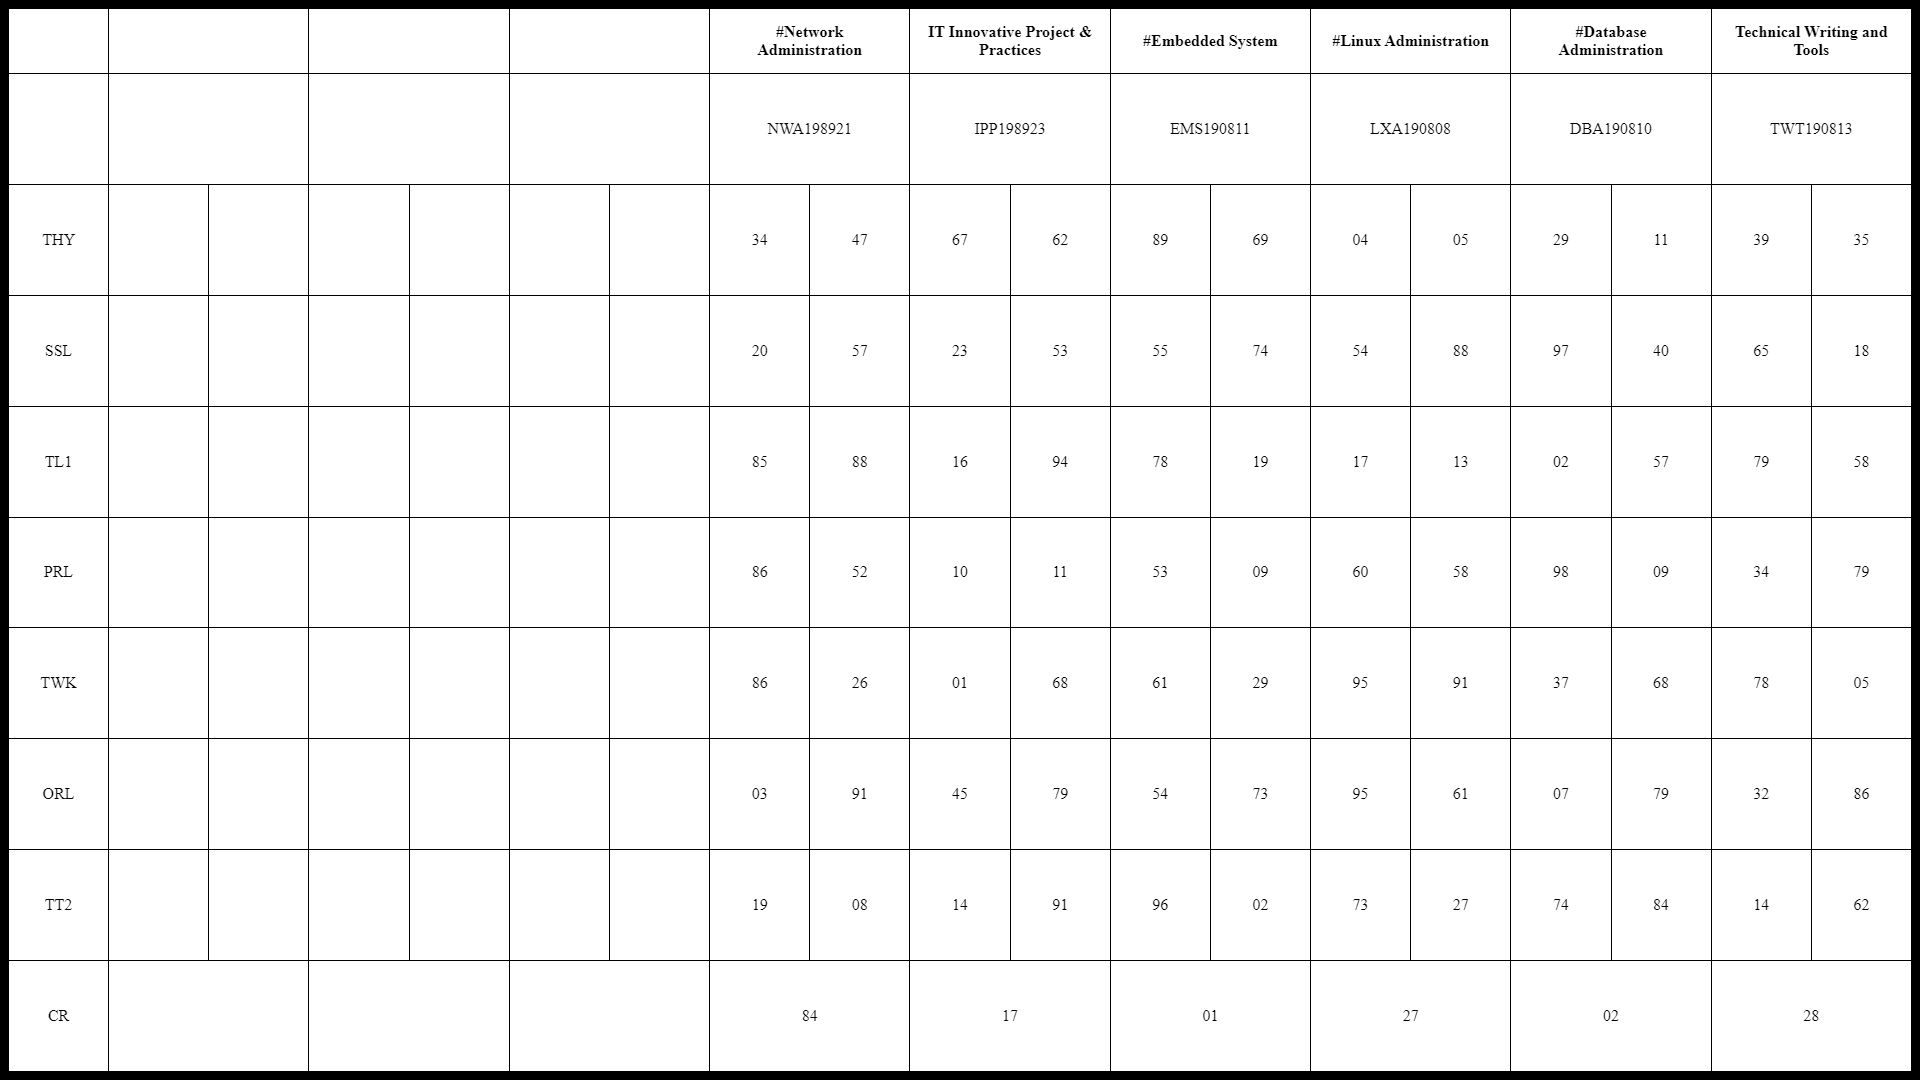 #Network Administration IT Innovative Project & Practices #Embedded System #Linux Administration #Database Administration Technical Writing and Tools
NWA198921 IPP198923 EMS190811 LXA190808 DBA190810 TWT190813
THY 34 47 67 62 89 69 04 05 29 11 39 35
SSL 20 57 23 53 55 74 54 88 97 40 65 18
TL1 85 88 16 94 78 19 17 13 02 57 79 58
PRL 86 52 10 11 53 09 60 58 98 09 34 79
TWK 86 26 01 68 61 29 95 91 37 68 78 05
ORL 03 91 45 79 54 73 95 61 07 79 32 86
TT2 19 08 14 91 96 02 73 27 74 84 14 62
CR 84 17 01 27 02 28